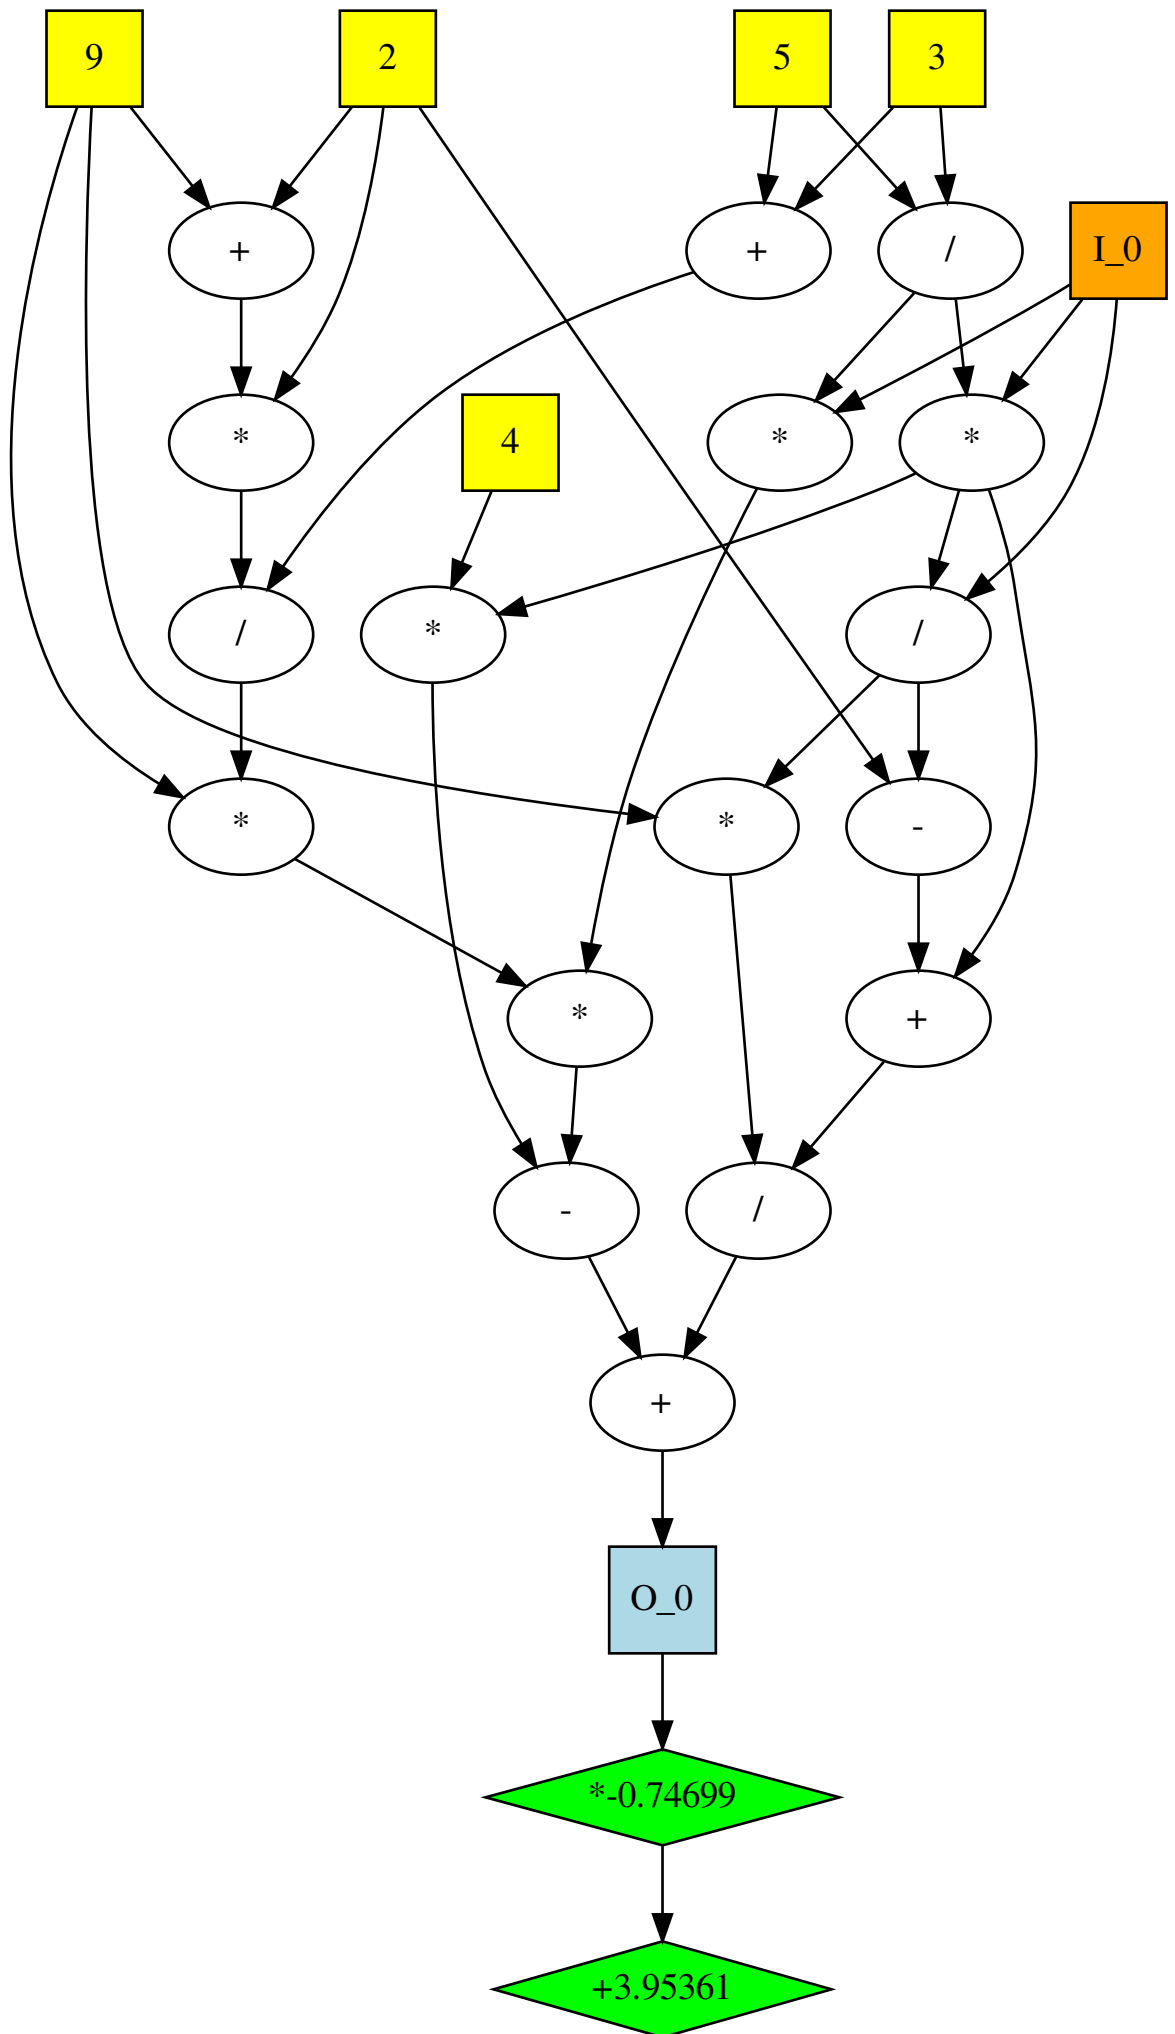 9 2 5 3
+ + / I_0
* 4 * *
/ * /
* * -
* +
- /
+
O_0
*-0.74699
+3.95361